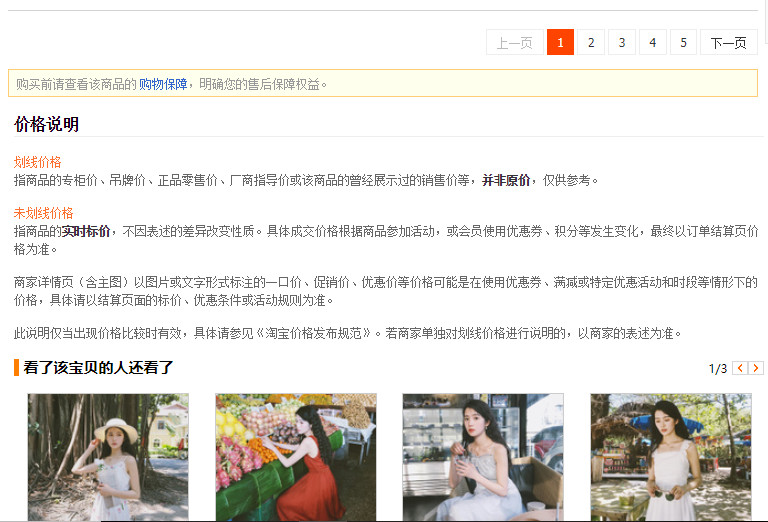 上一页 1 2 3 4 5 下一页
购买前请查看该商品的 购物保障，明确您的售后保障权益。
价格说明
划线价格
指商品的专柜价、吊牌价、正品零售价、厂商指导价或该商品的曾经展示过的销售价等，并非原价，仅供参考。
未划线价格
指商品的实时标价，不因表述的差异改变性质。具体成交价格根据商品参加活动，或会员使用优惠券、积分等发生变化，最终以订单结算页价
格为准。
商家详情页（含主图）以图片或文字形式标注的一口价、促销价、优惠价等价格可能是在使用优惠券、满减或特定优惠活动和时段等情形下的
价格，具体请以结算页面的标价、优惠条件或活动规则为准。
此说明仅当出现价格比较时有效，具体请参见《淘宝价格发布规范》。若商家单独对划线价格进行说明的，以商家的表述为准。
看了该宝贝的人还看了 1/3 < >